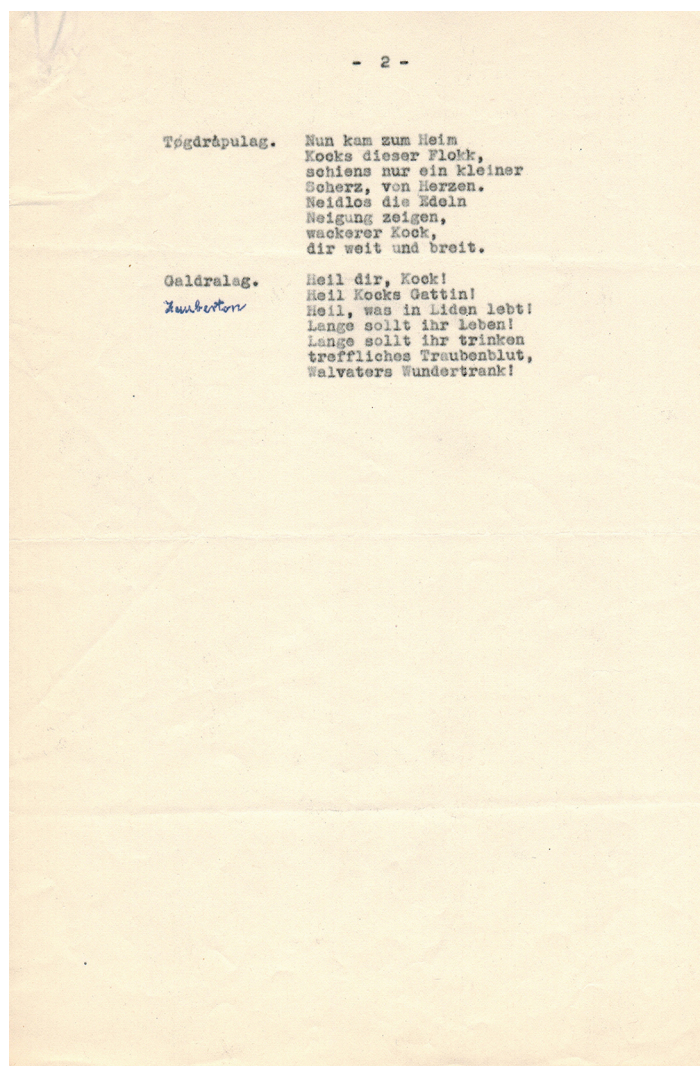 - 2 -
Tøgdrápulag. Nun kam zum Heim
Kocks dieser Flokk,
schiens nur ein kleiner
Scherz, von Herzen.
Neidlos die Edeln
Neigung zeigen,
wackerer Kock,
dir weit und breit.
Galdralag. Heil dir, Kock!
Heil Kocks Gattin!
Zauberton Heil, was in Liden lebt!
Lange sollt ihr leben!
Lange sollt ihr trinken
treffliches Traubenblut,
Walvaters Wundertrank!